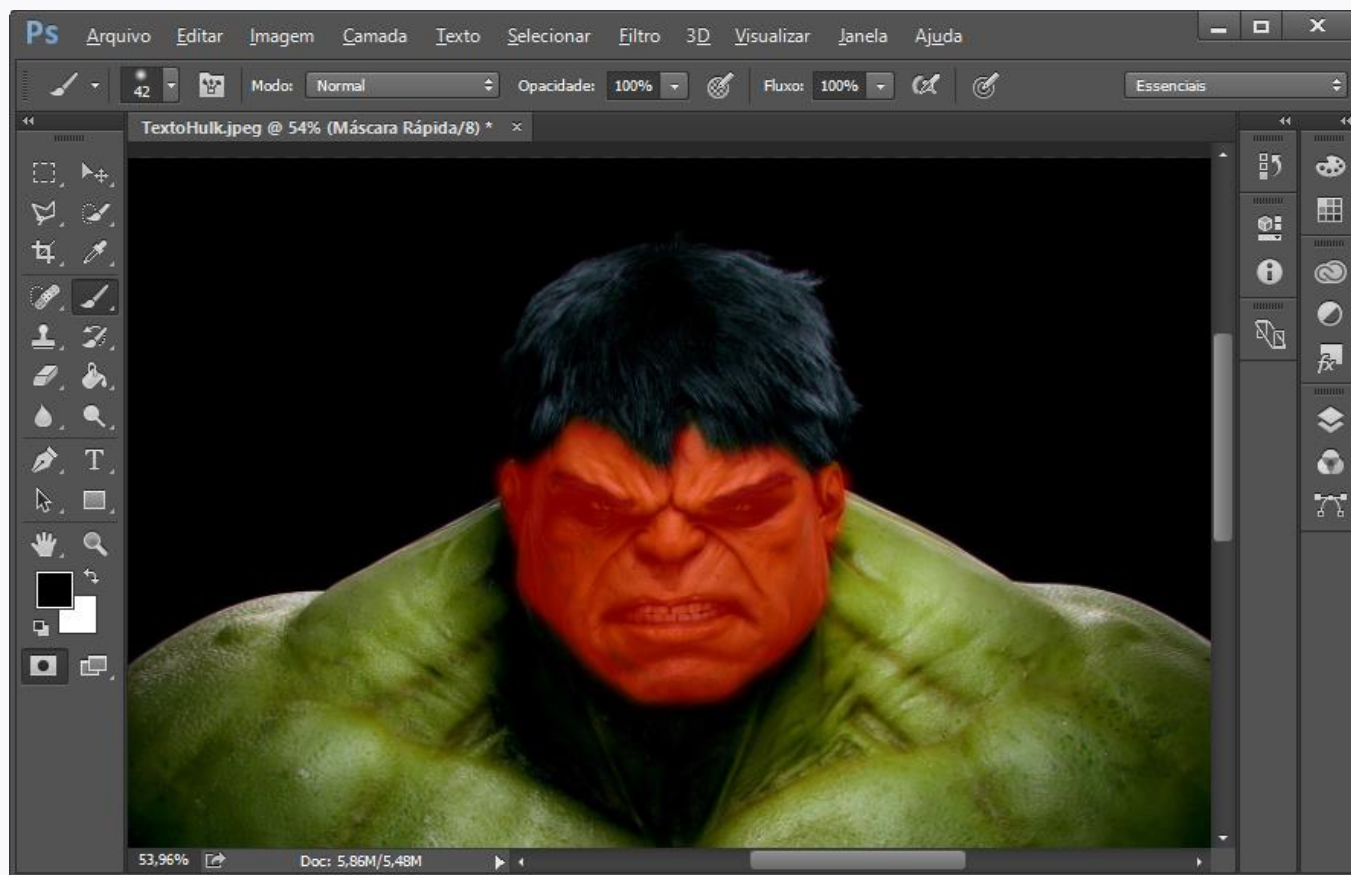 Ps Arquivo Editar Imagem Camada Texto Selecionar Filtro 3D Visualizar Janela Ajuda
42 Modo: Normal Opacidade: 100% Fluxo: 100% Essenciais
TextoHulk.jpeg @ 54% (Máscara Rápida/8) * ×
53,96% Doc: 5,86M/5,48M